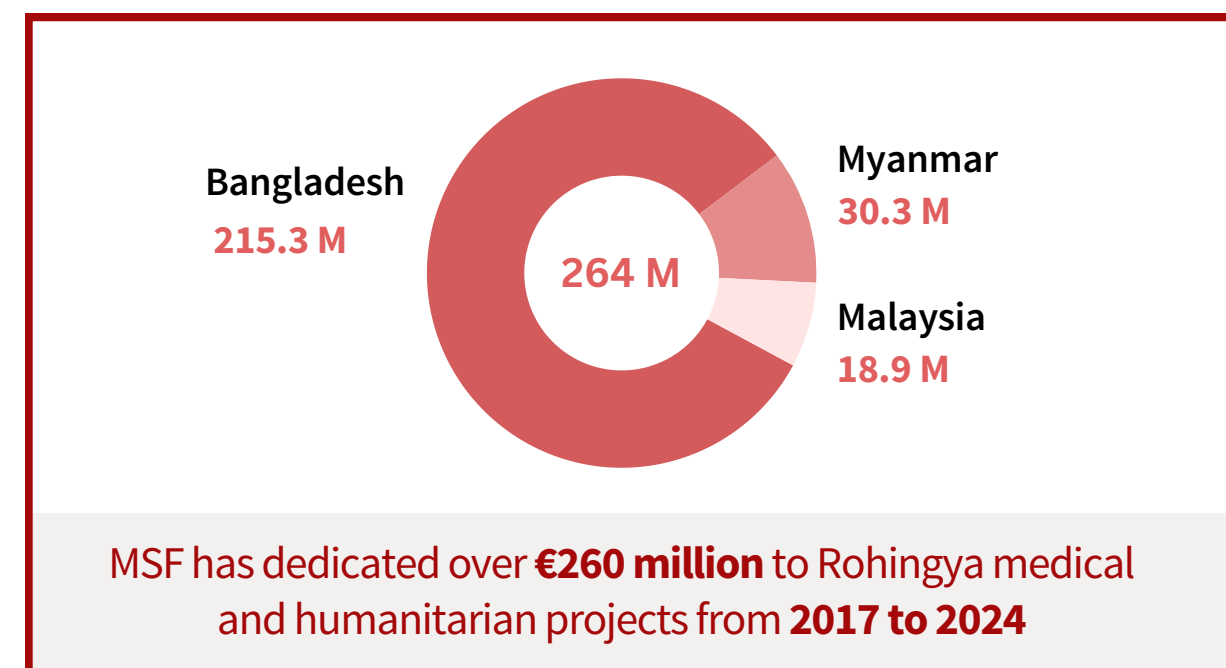 Bangladesh
215.3 M
264 M
Myanmar
30.3 M
Malaysia
18.9 M
MSF has dedicated over €260 million to Rohingya medical
and humanitarian projects from 2017 to 2024